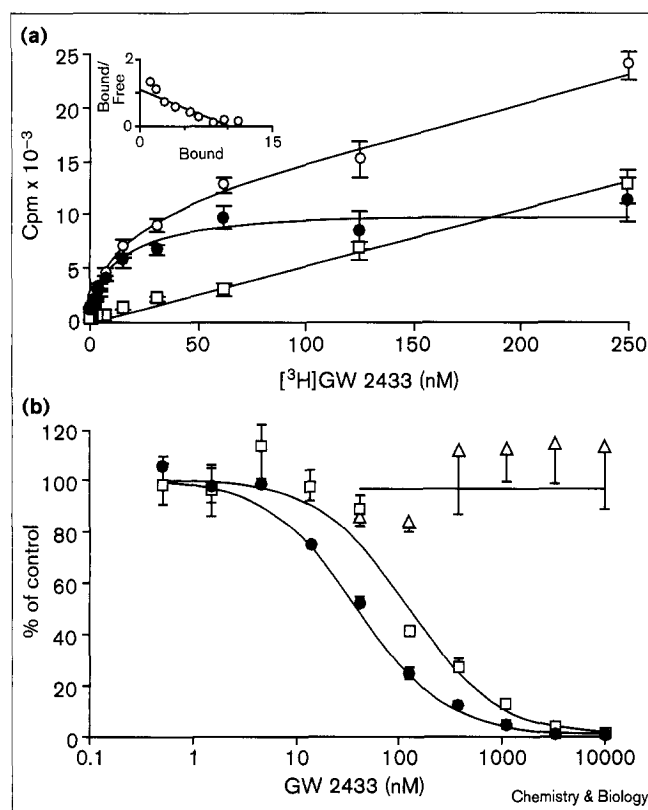 (a)
25
20
15
10
5
0
Cpm x 10⁻³
2
1
0
Bound/
Free
0 15
Bound
0 50 100 150 200 250
[³H]GW 2433 (nM)
(b)
120
100
80
60
40
20
0
% of control
0.1 1 10 100 1000 10000
GW 2433 (nM)
Chemistry & Biology